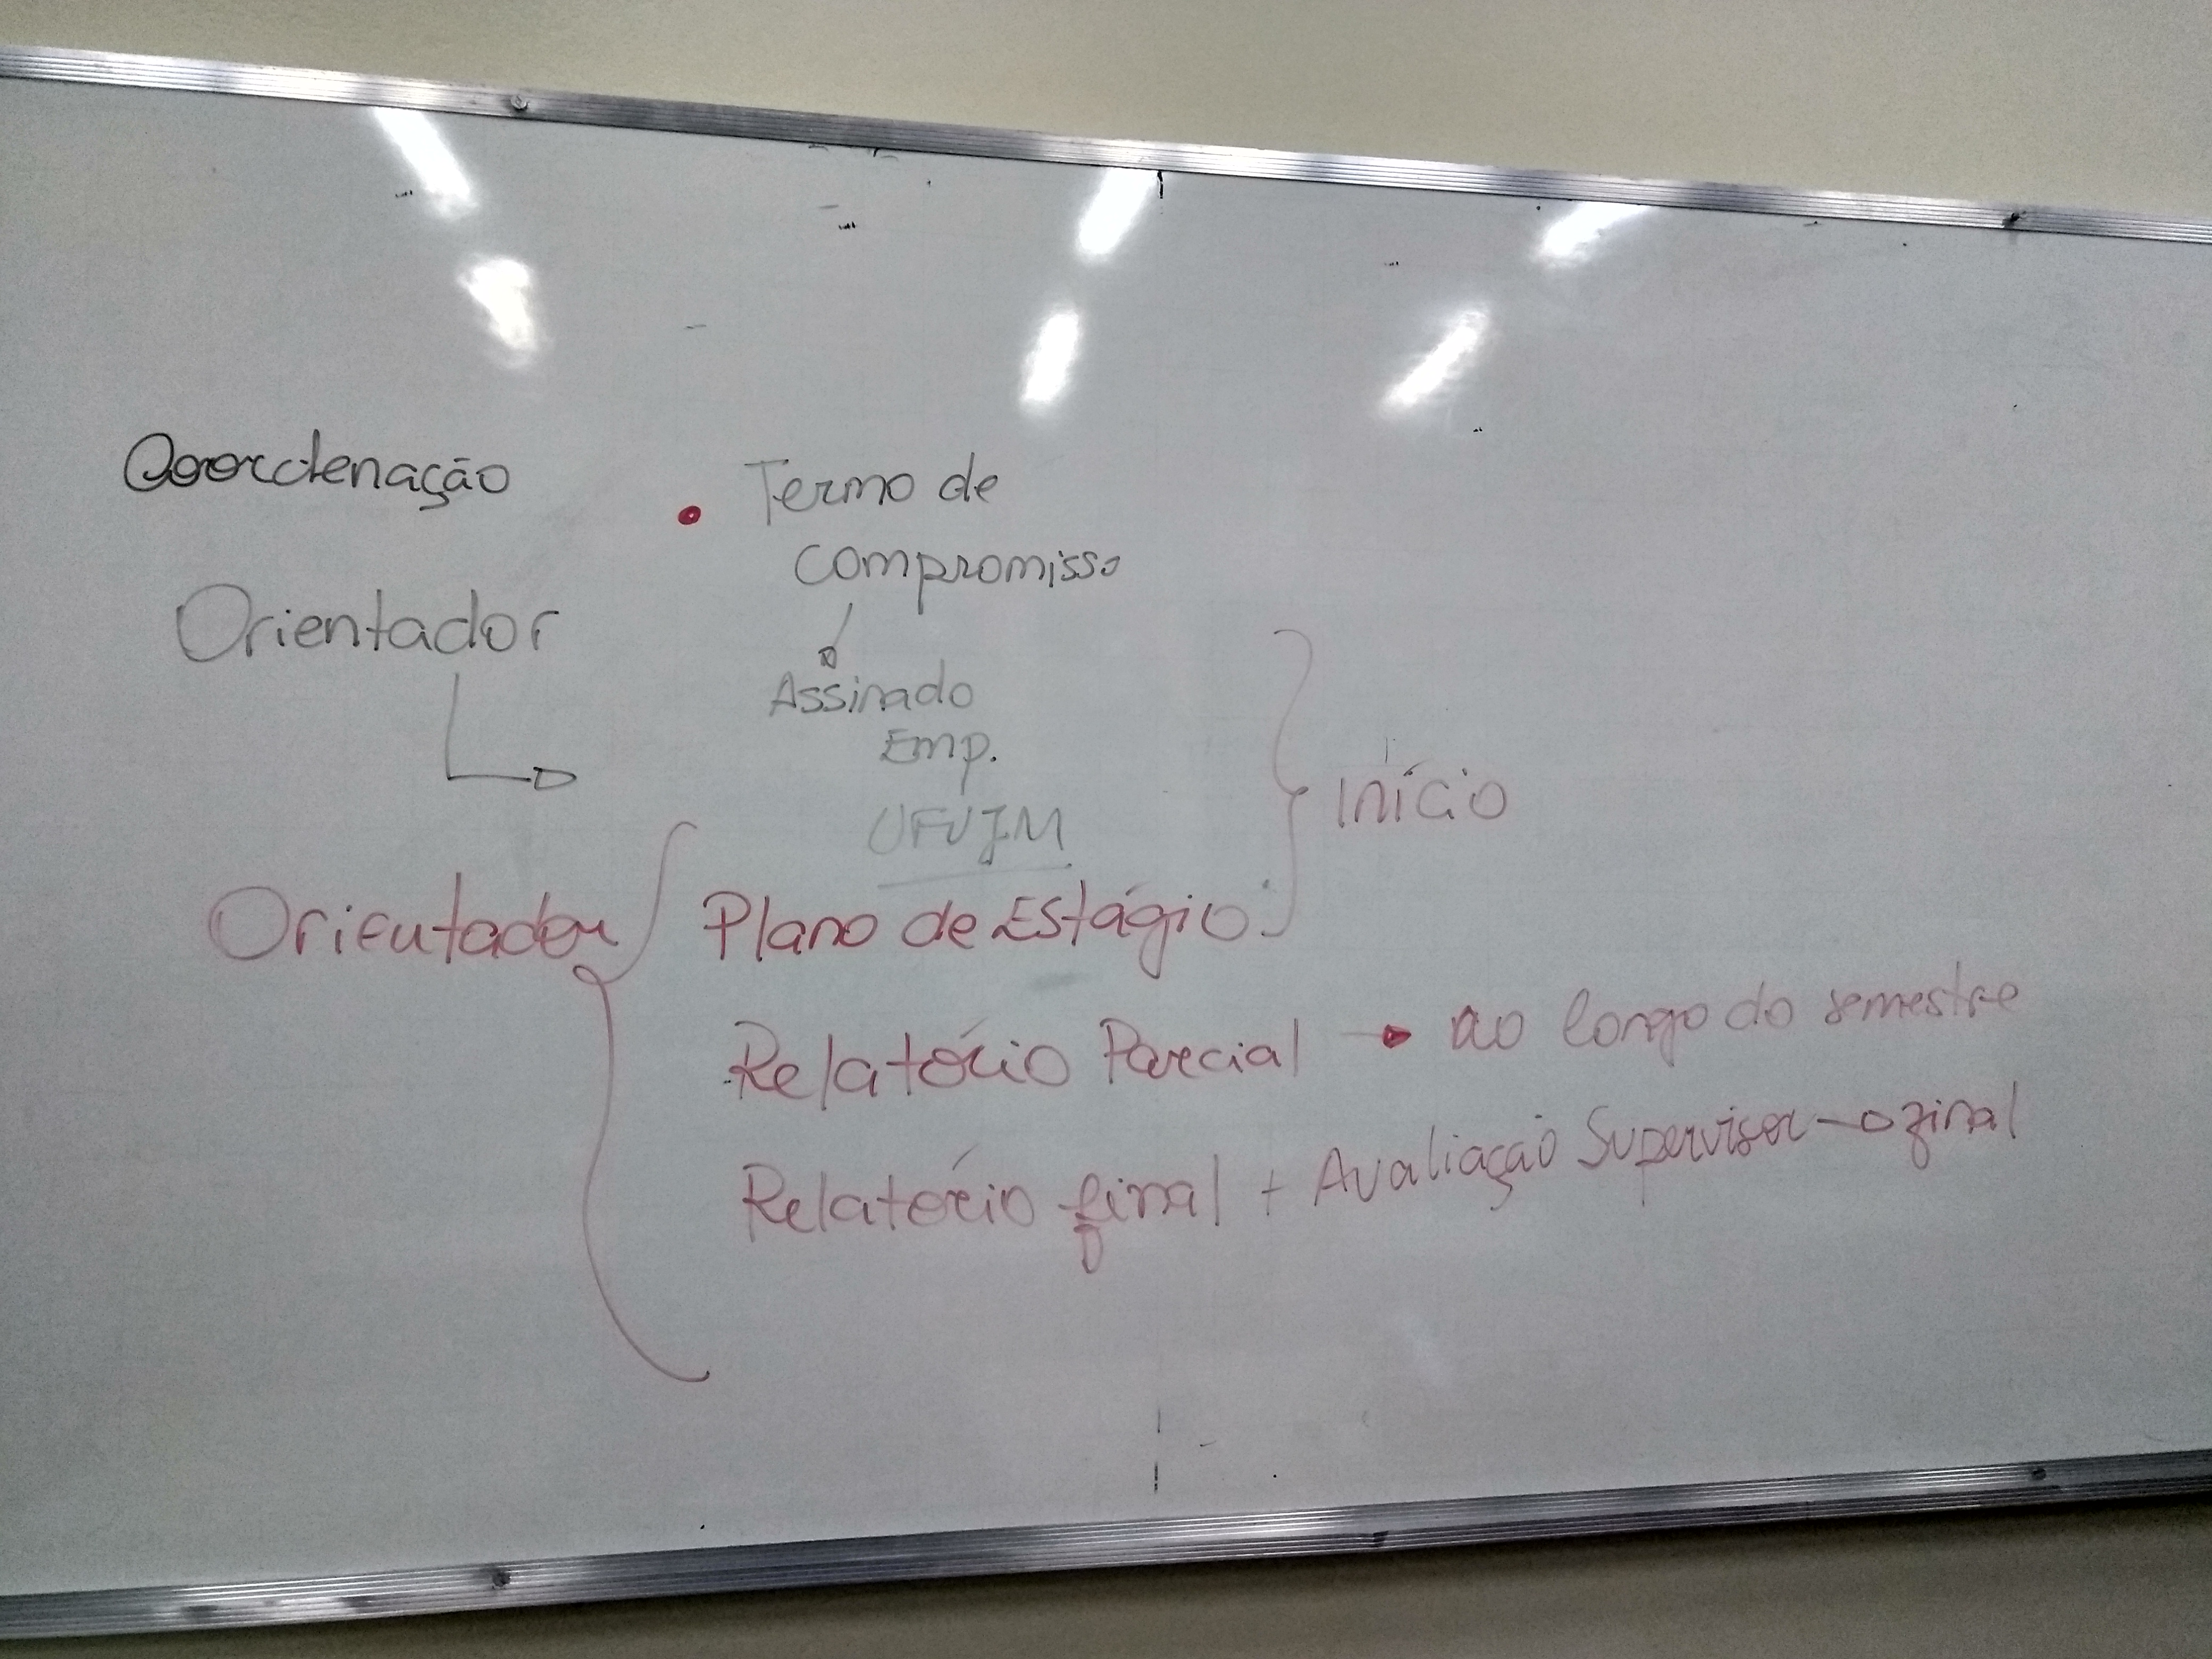 Coordenação
Orientador
• Termo de
compromisso
Assinado
Emp.
UFVJM
Início
Orientador
Plano de Estágio
Relatório Parcial → ao longo do semestre
Relatório final + Avaliação Supervisor → final